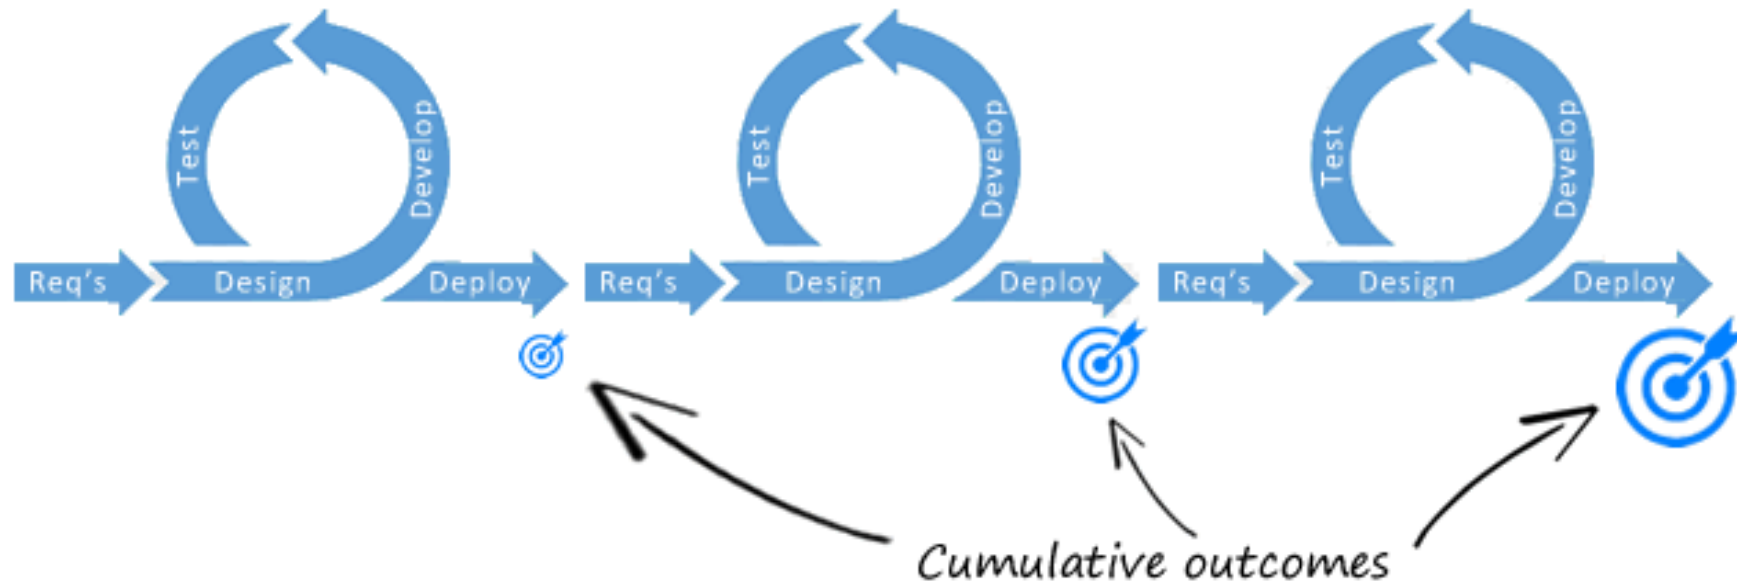 Test
Develop
Req's
Design
Deploy
Test
Develop
Req's
Design
Deploy
Test
Develop
Req's
Design
Deploy
Cumulative outcomes